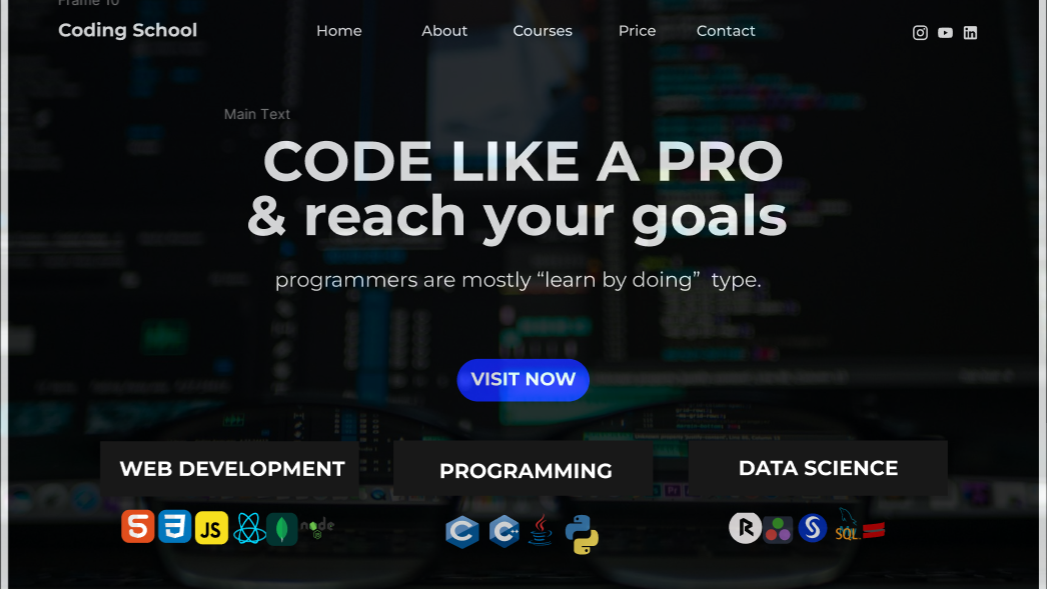 Frame 10
Coding School
Home
About
Courses
Price
Contact
Main Text
CODE LIKE A PRO
& reach your goals
programmers are mostly “learn by doing” type.
VISIT NOW
WEB DEVELOPMENT
PROGRAMMING
DATA SCIENCE
JS
node
C
C++
R
S
SQL